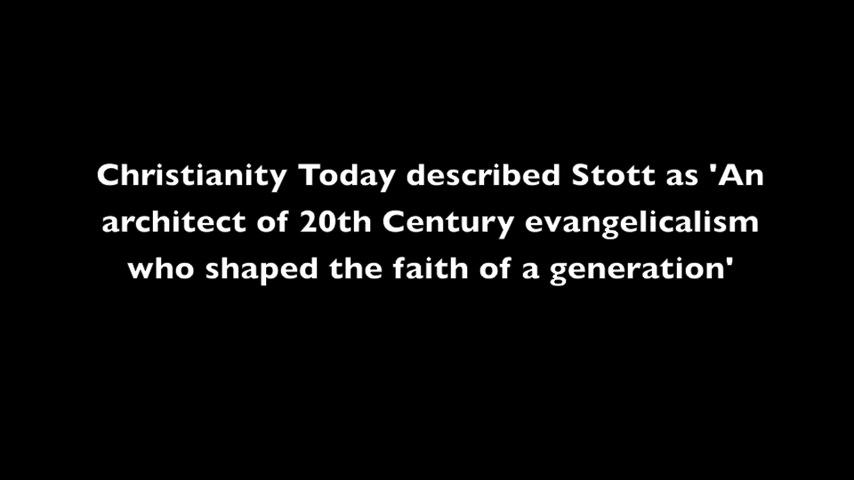 Christianity Today described Stott as 'An
architect of 20th Century evangelicalism
who shaped the faith of a generation'